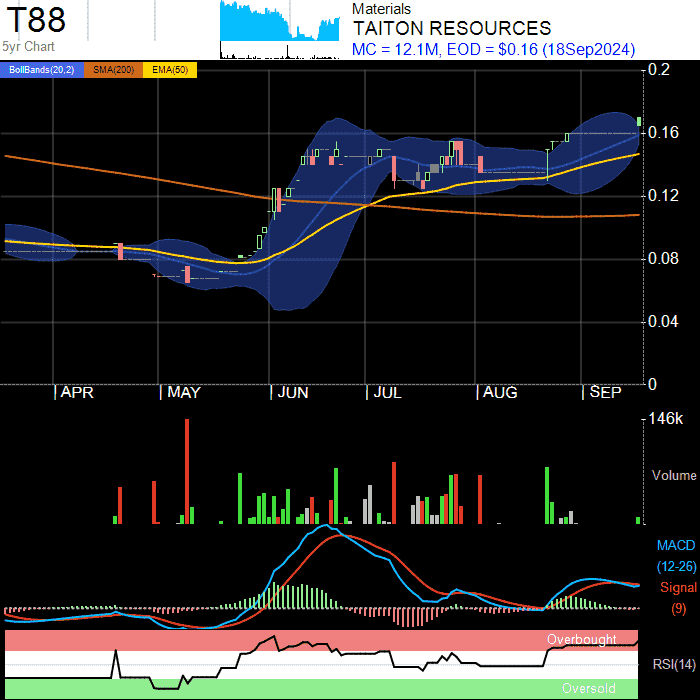 T88
5yr Chart
Materials
TAITON RESOURCES
MC = 12.1M, EOD = $0.16 (18Sep2024)
BollBands(20,2) SMA(200) EMA(50)
0.2
0.16
0.12
0.08
0.04
0
APR MAY JUN JUL AUG SEP
146k
Volume
MACD
(12-26)
Signal
(9)
Overbought
RSI(14)
Oversold